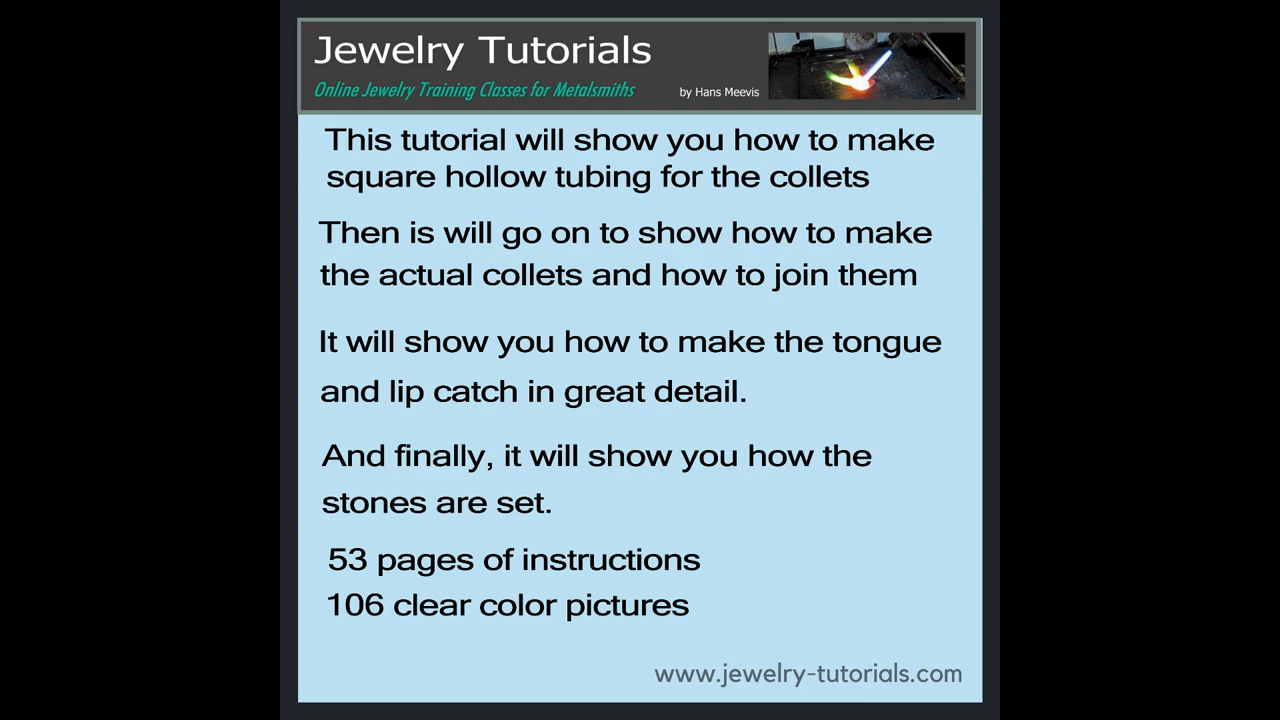 Jewelry Tutorials
Online Jewelry Training Classes for Metalsmiths
by Hans Meevis
This tutorial will show you how to make
square hollow tubing for the collets
Then is will go on to show how to make
the actual collets and how to join them
It will show you how to make the tongue
and lip catch in great detail.
And finally, it will show you how the
stones are set.
53 pages of instructions
106 clear color pictures
www.jewelry-tutorials.com